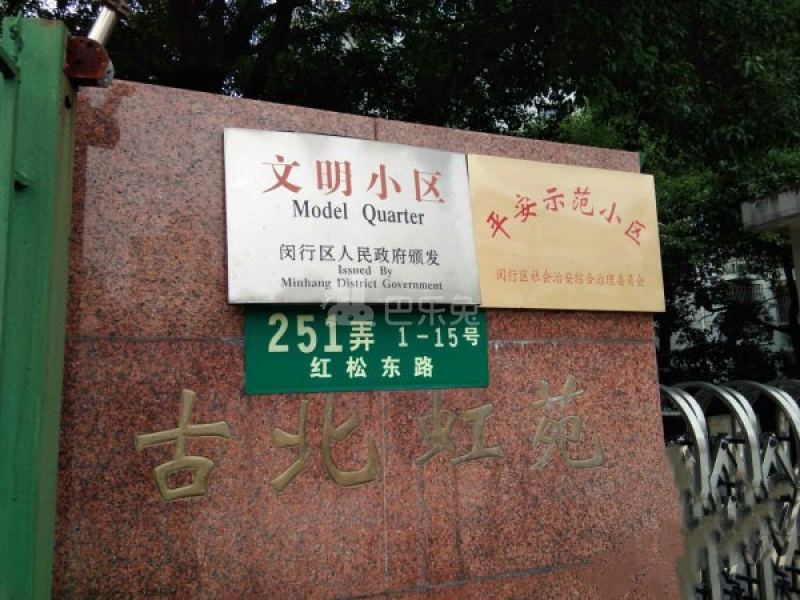 文明小区
Model Quarter
闵行区人民政府颁发
Issued By
Minhang District Government
平安示范小区
闵行区社会治安综合治理委员会
巴乐兔
251弄 1-15号
红松东路
古北虹苑